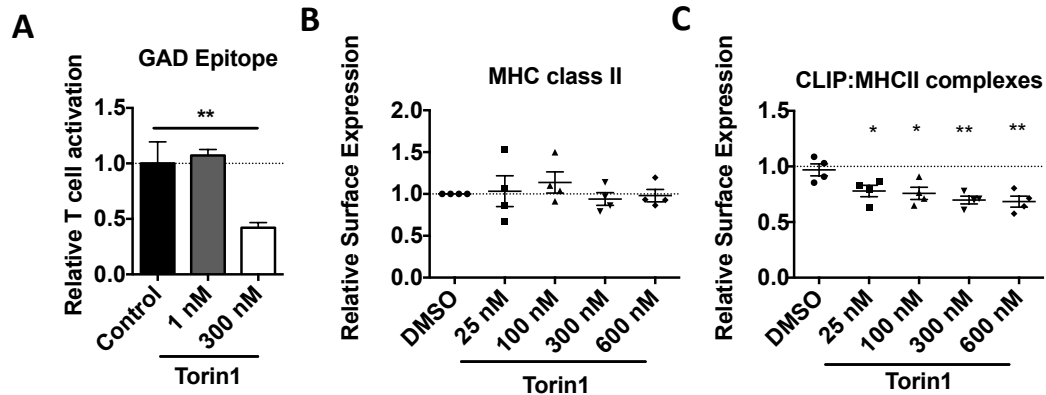 A
GAD Epitope
**
Relative T cell activation
1.5
1.0
0.5
0.0
Control
1 nM
300 nM
Torin1
B
MHC class II
Relative Surface Expression
2.0
1.5
1.0
0.5
0.0
DMSO
25 nM
100 nM
300 nM
600 nM
Torin1
C
CLIP:MHCII complexes
* * ** **
Relative Surface Expression
1.5
1.0
0.5
0.0
DMSO
25 nM
100 nM
300 nM
600 nM
Torin1